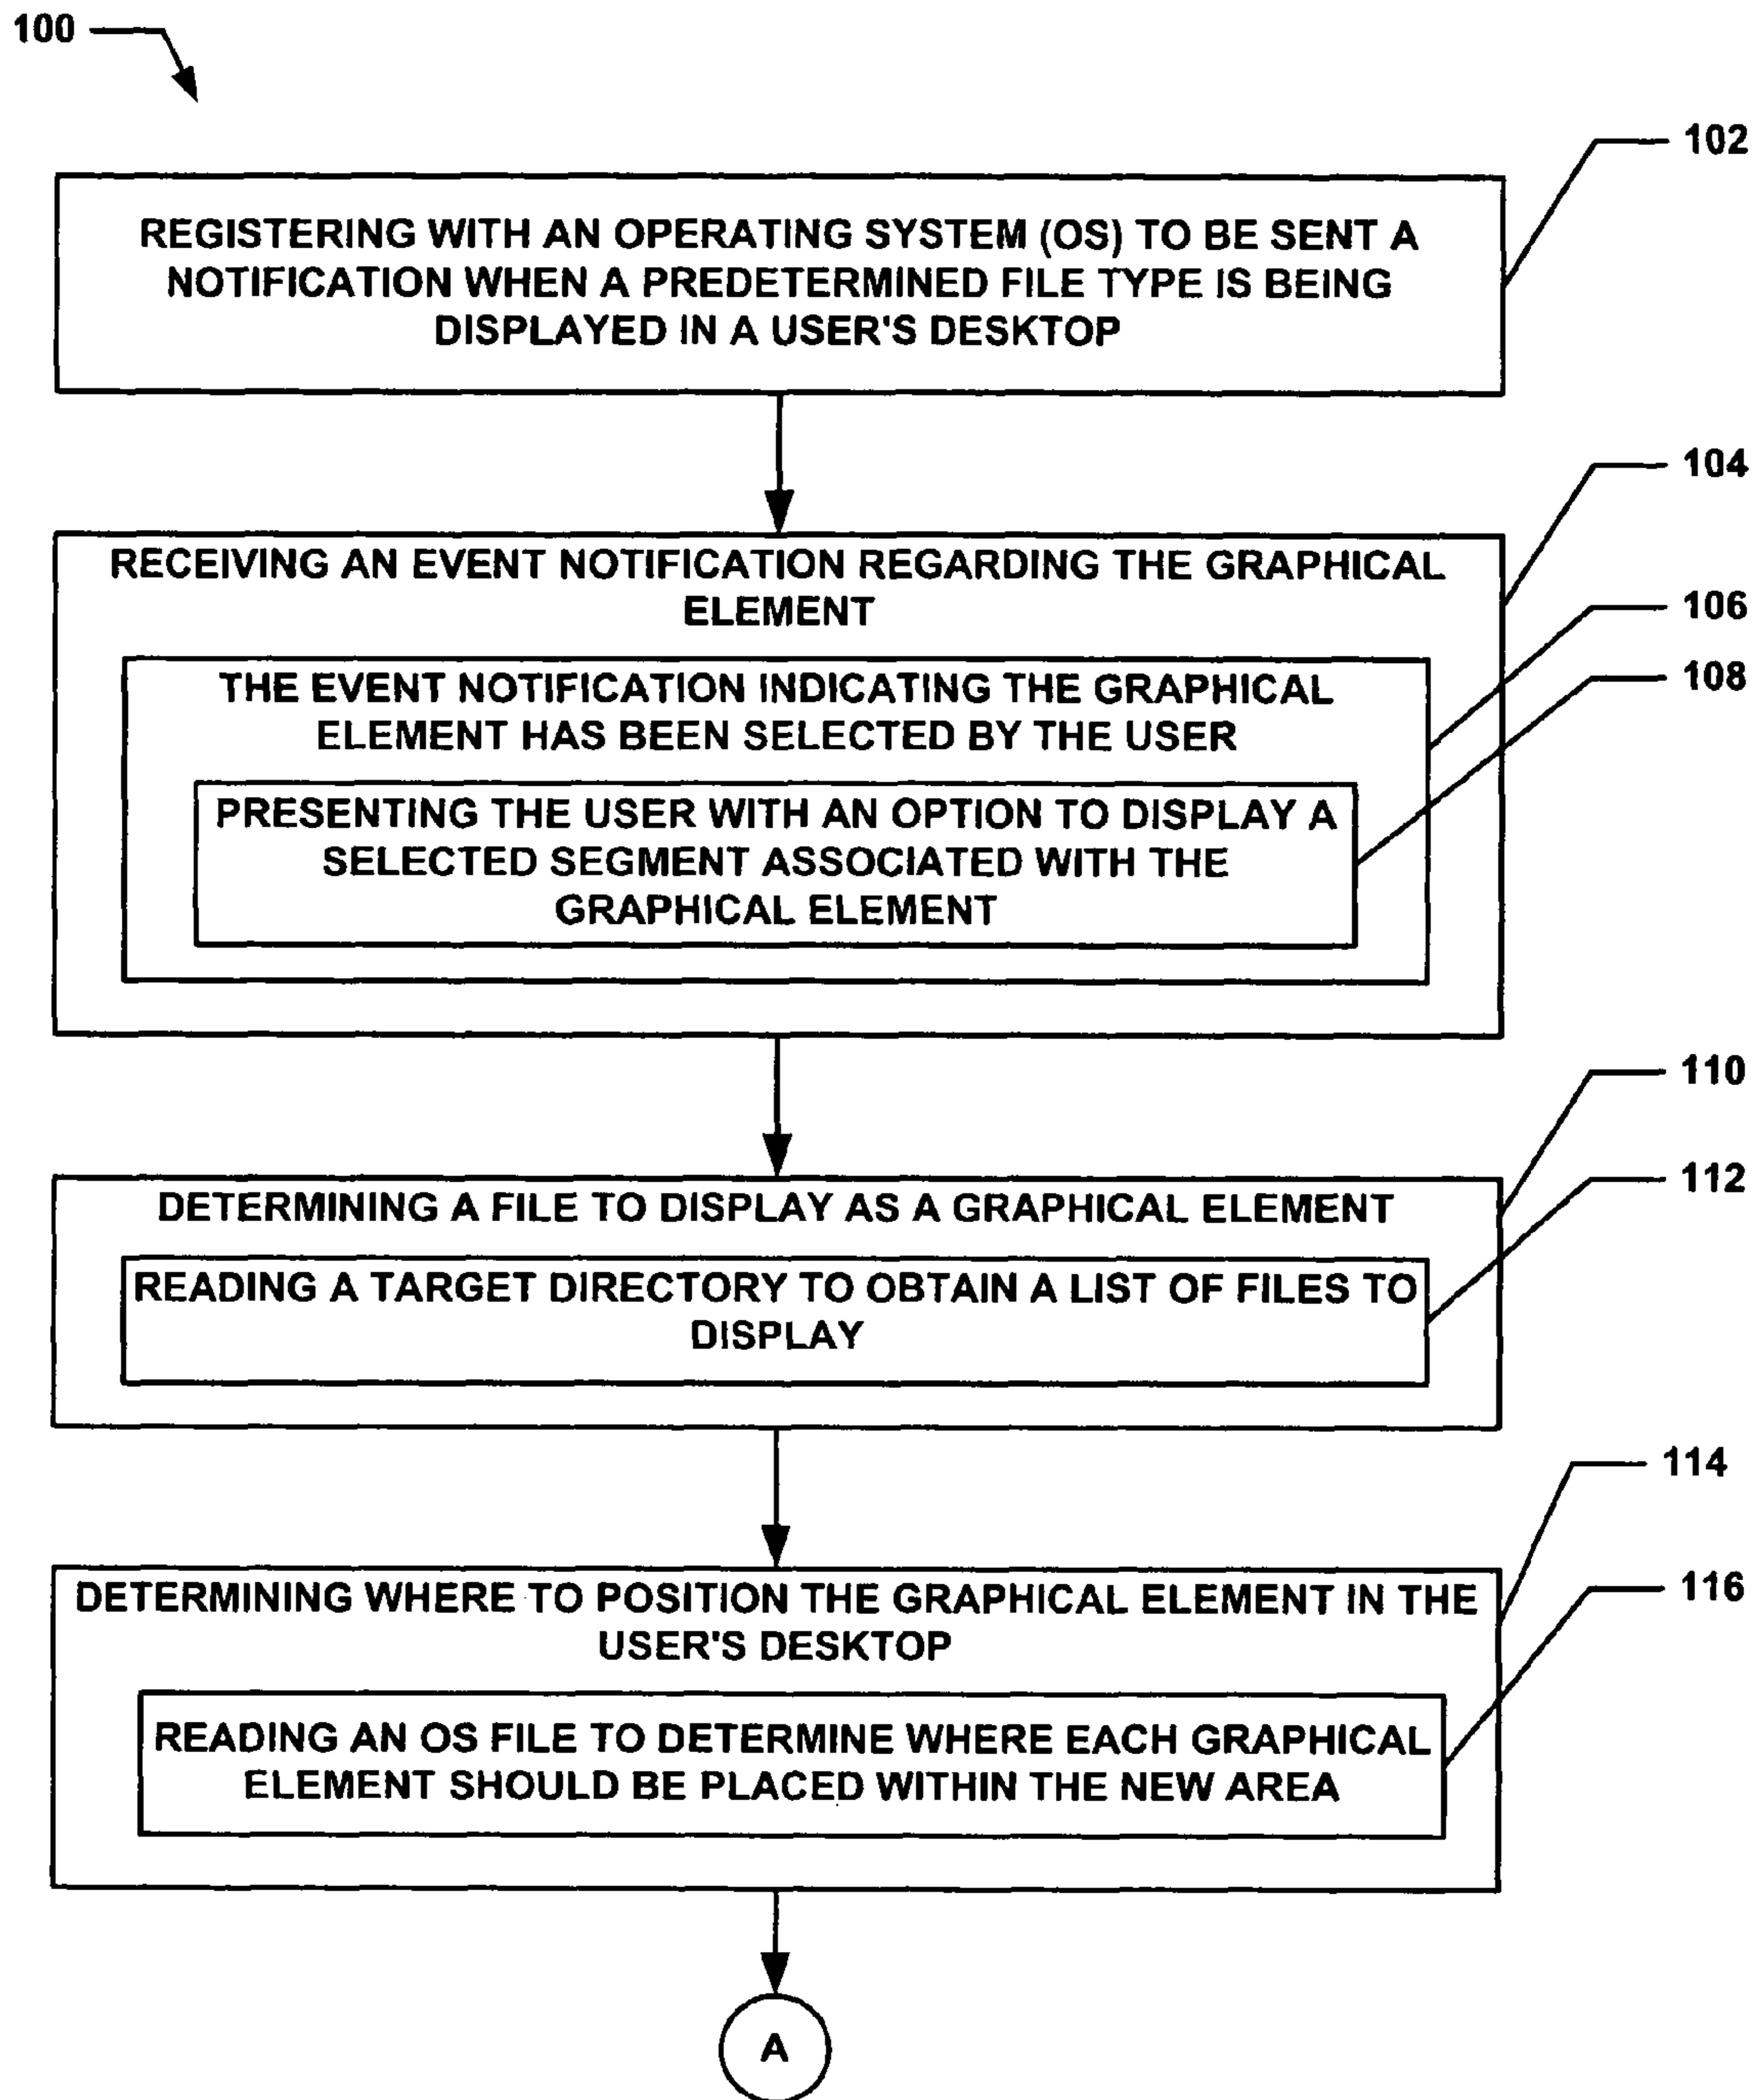 100
102
REGISTERING WITH AN OPERATING SYSTEM (OS) TO BE SENT A
NOTIFICATION WHEN A PREDETERMINED FILE TYPE IS BEING
DISPLAYED IN A USER'S DESKTOP
104
RECEIVING AN EVENT NOTIFICATION REGARDING THE GRAPHICAL
ELEMENT
106
THE EVENT NOTIFICATION INDICATING THE GRAPHICAL
ELEMENT HAS BEEN SELECTED BY THE USER
108
PRESENTING THE USER WITH AN OPTION TO DISPLAY A
SELECTED SEGMENT ASSOCIATED WITH THE
GRAPHICAL ELEMENT
110
DETERMINING A FILE TO DISPLAY AS A GRAPHICAL ELEMENT
112
READING A TARGET DIRECTORY TO OBTAIN A LIST OF FILES TO
DISPLAY
114
DETERMINING WHERE TO POSITION THE GRAPHICAL ELEMENT IN THE
USER'S DESKTOP
116
READING AN OS FILE TO DETERMINE WHERE EACH GRAPHICAL
ELEMENT SHOULD BE PLACED WITHIN THE NEW AREA
A